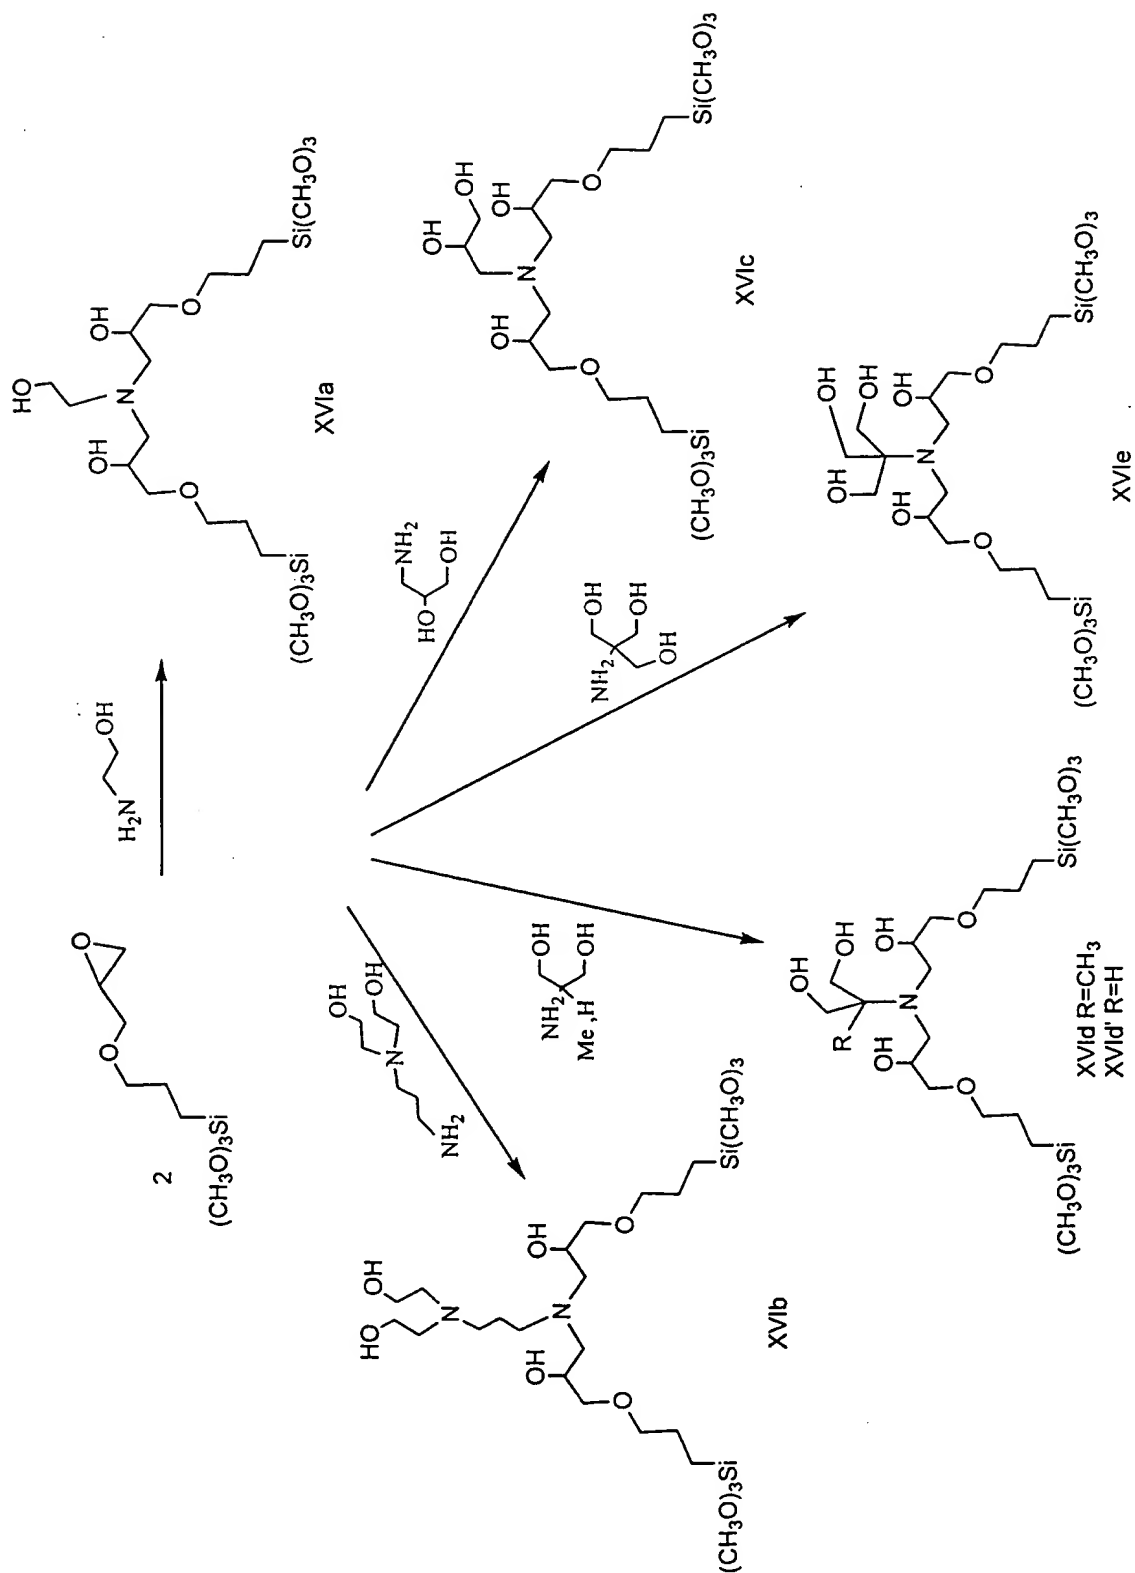 O
O
(CH₃O)₃Si
2
H₂N
OH
HO
OH
N
OH
O
O
(CH₃O)₃Si
Si(CH₃O)₃
XVIa
OH
OH
N
NH₂
NH₂
HO
OH
HO
OH
N
OH
OH
O
O
(CH₃O)₃Si
Si(CH₃O)₃
XVIb
OH
OH
OH
OH
N
O
O
(CH₃O)₃Si
Si(CH₃O)₃
XVIc
NH₂
OH
OH
Me ,H
NH₂
OH
OH
OH
OH
OH
R
OH
OH
N
O
O
(CH₃O)₃Si
Si(CH₃O)₃
XVId R=CH₃
XVId' R=H
OH
OH
OH
OH
OH
N
O
O
(CH₃O)₃Si
Si(CH₃O)₃
XVIe